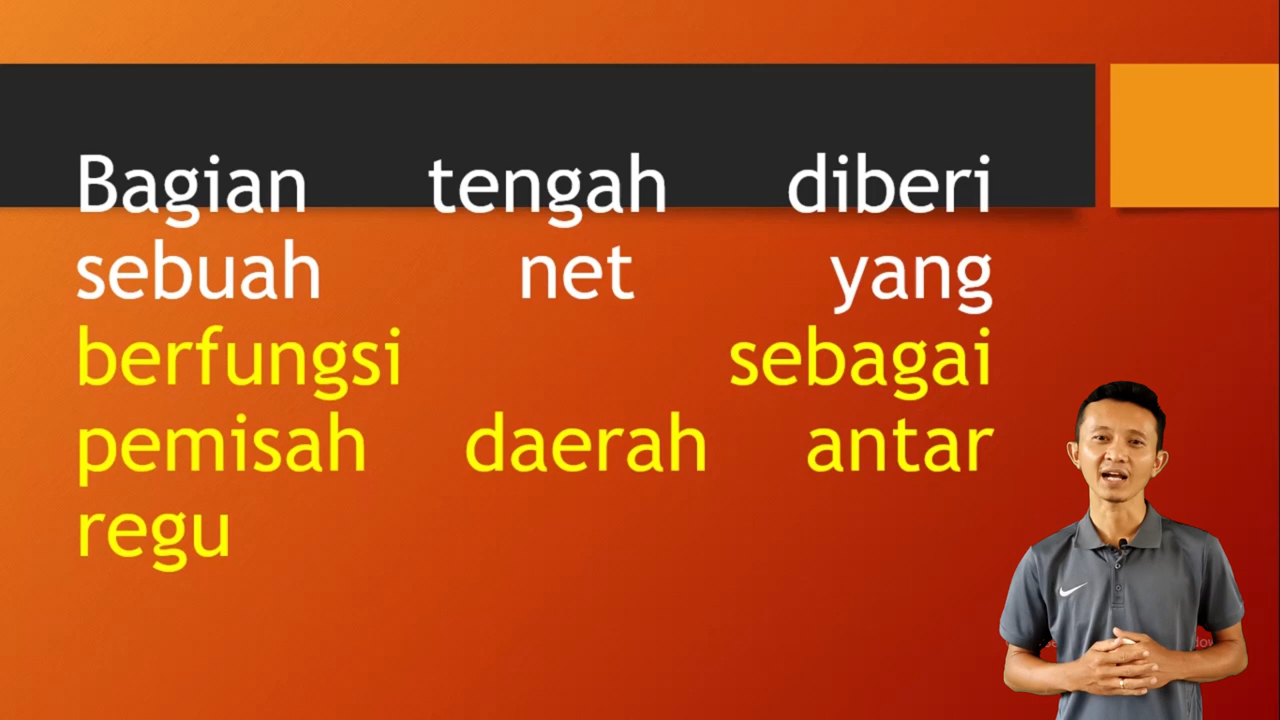 Bagian tengah diberi
sebuah net yang
berfungsi sebagai
pemisah daerah antar
regu